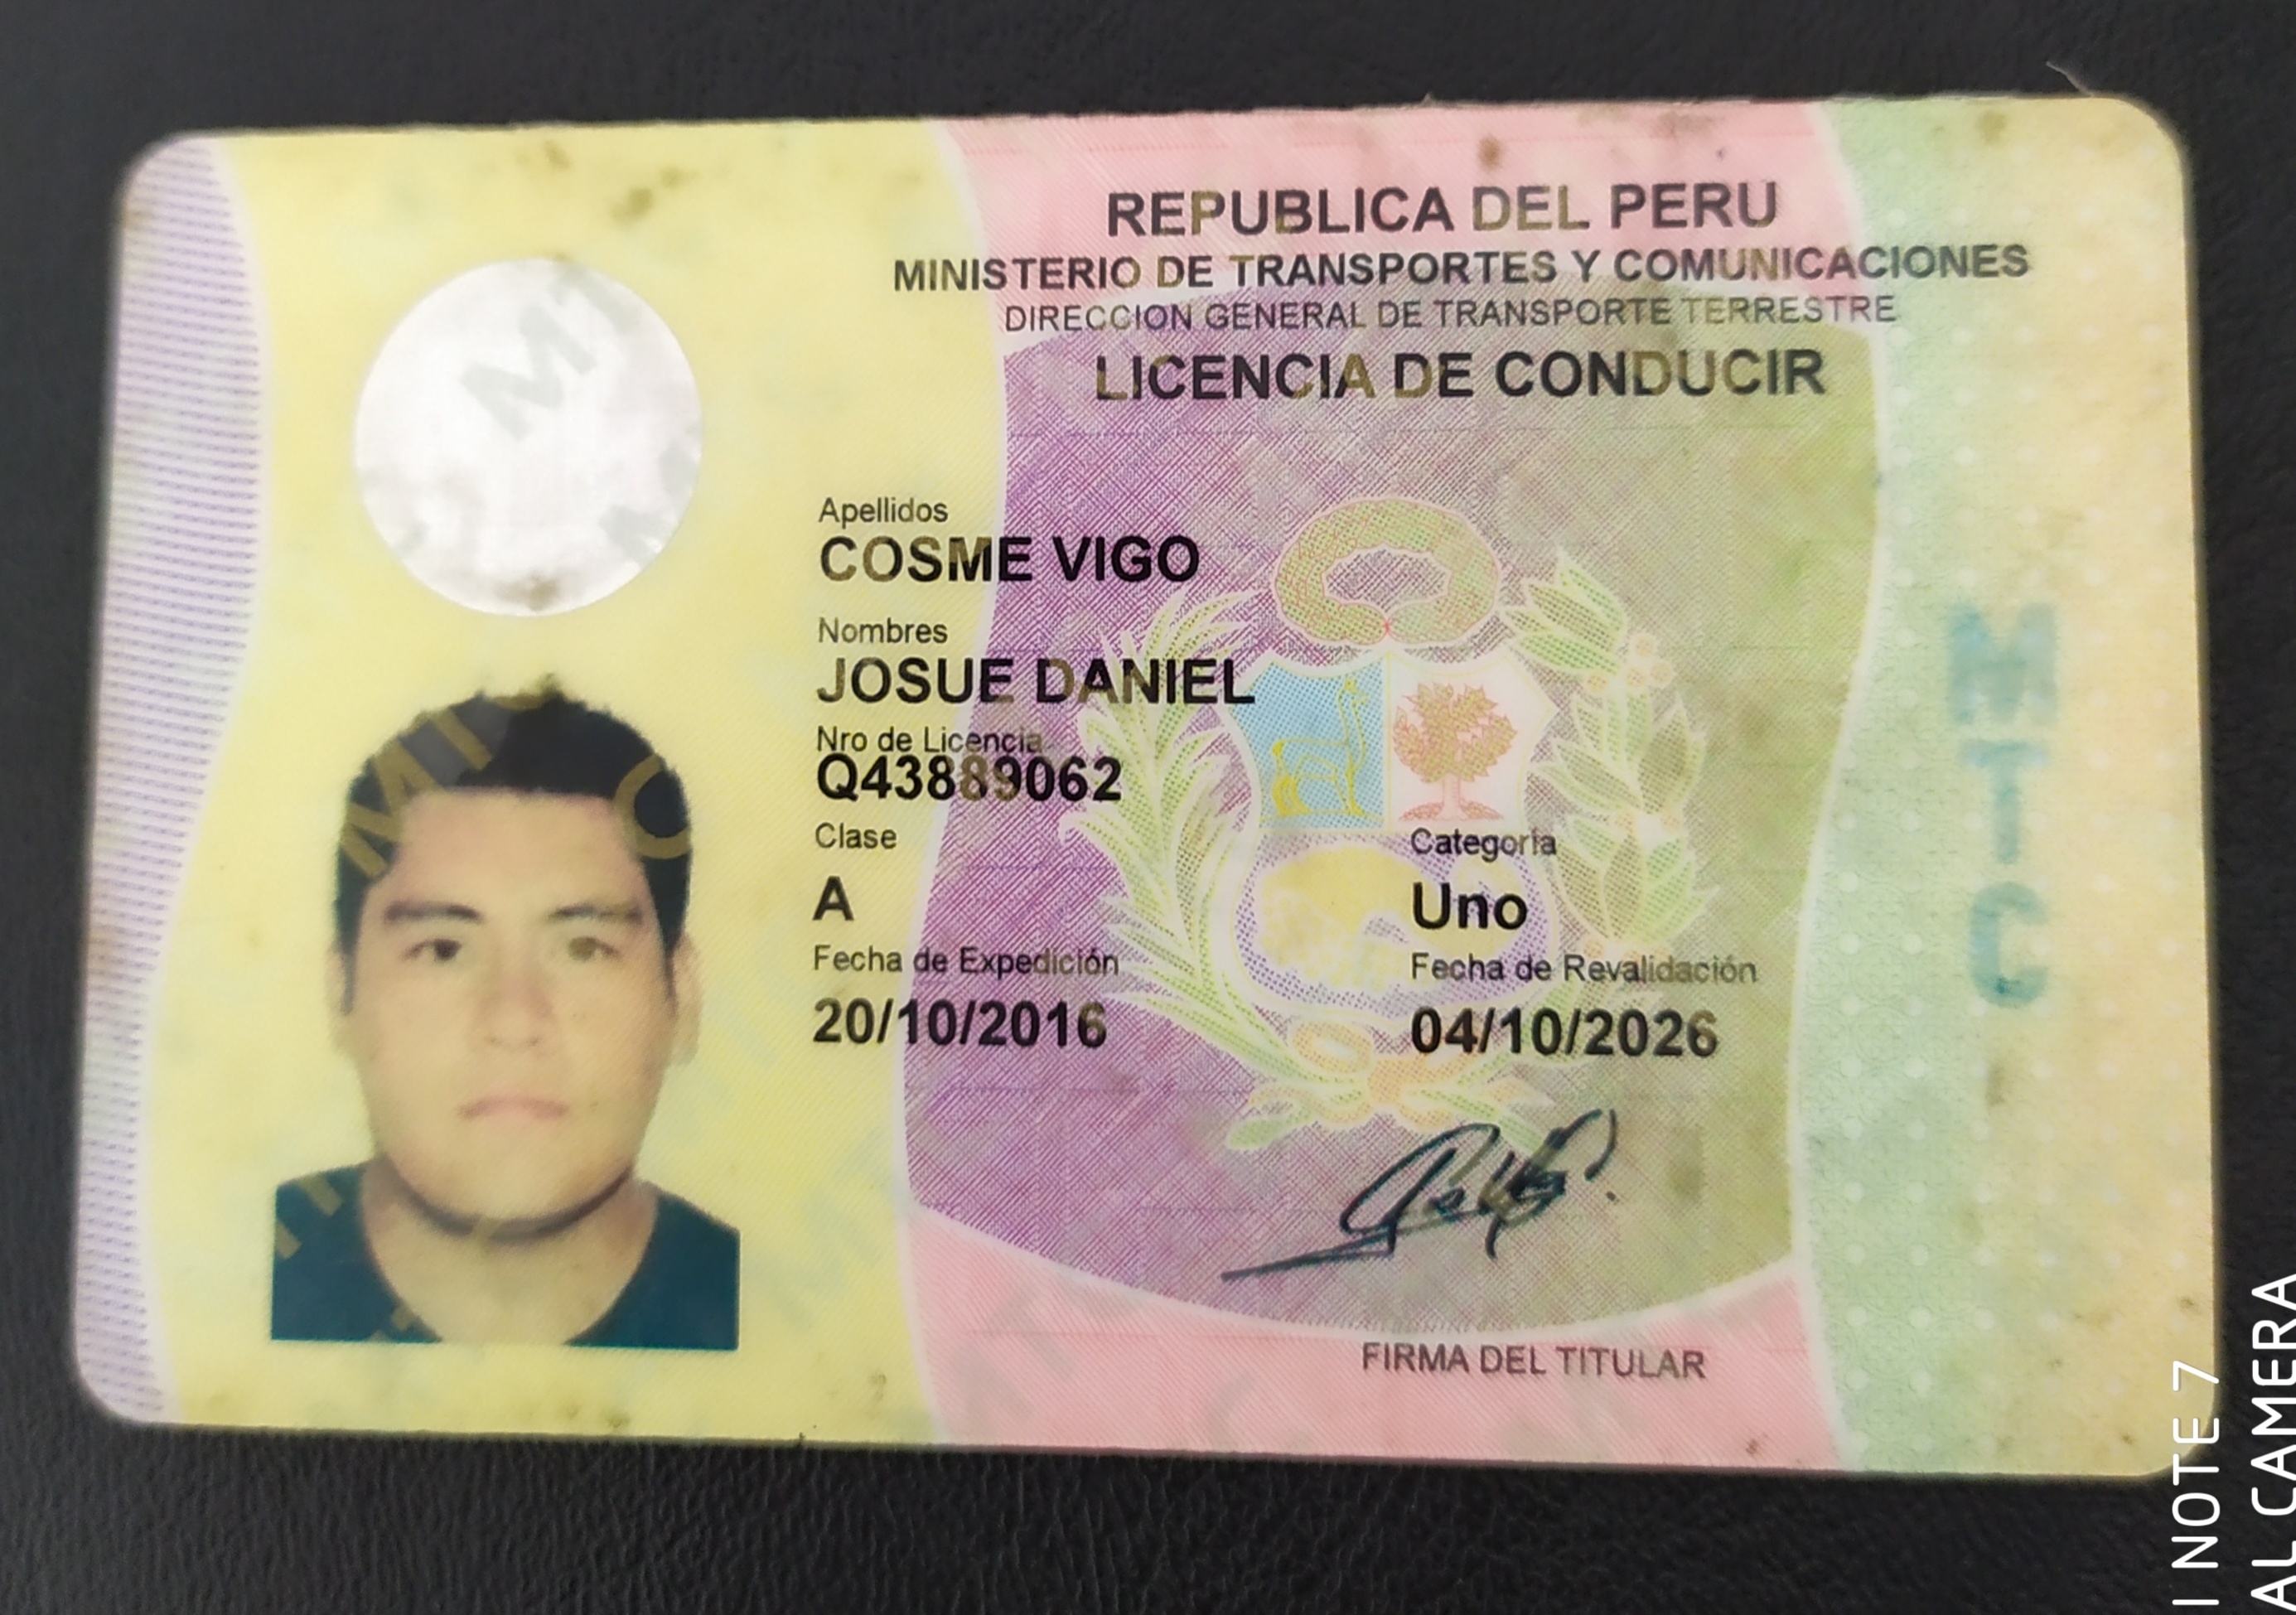 REPUBLICA DEL PERU
MINISTERIO DE TRANSPORTES Y COMUNICACIONES
DIRECCION GENERAL DE TRANSPORTE TERRESTRE
LICENCIA DE CONDUCIR
Apellidos
COSME VIGO
Nombres
JOSUE DANIEL
Nro de Licencia
Q43889062
Clase
Categoría
A
Uno
Fecha de Expedición
Fecha de Revalidación
20/10/2016
04/10/2026
FIRMA DEL TITULAR
MTC
I NOTE 7
AL CAMERA